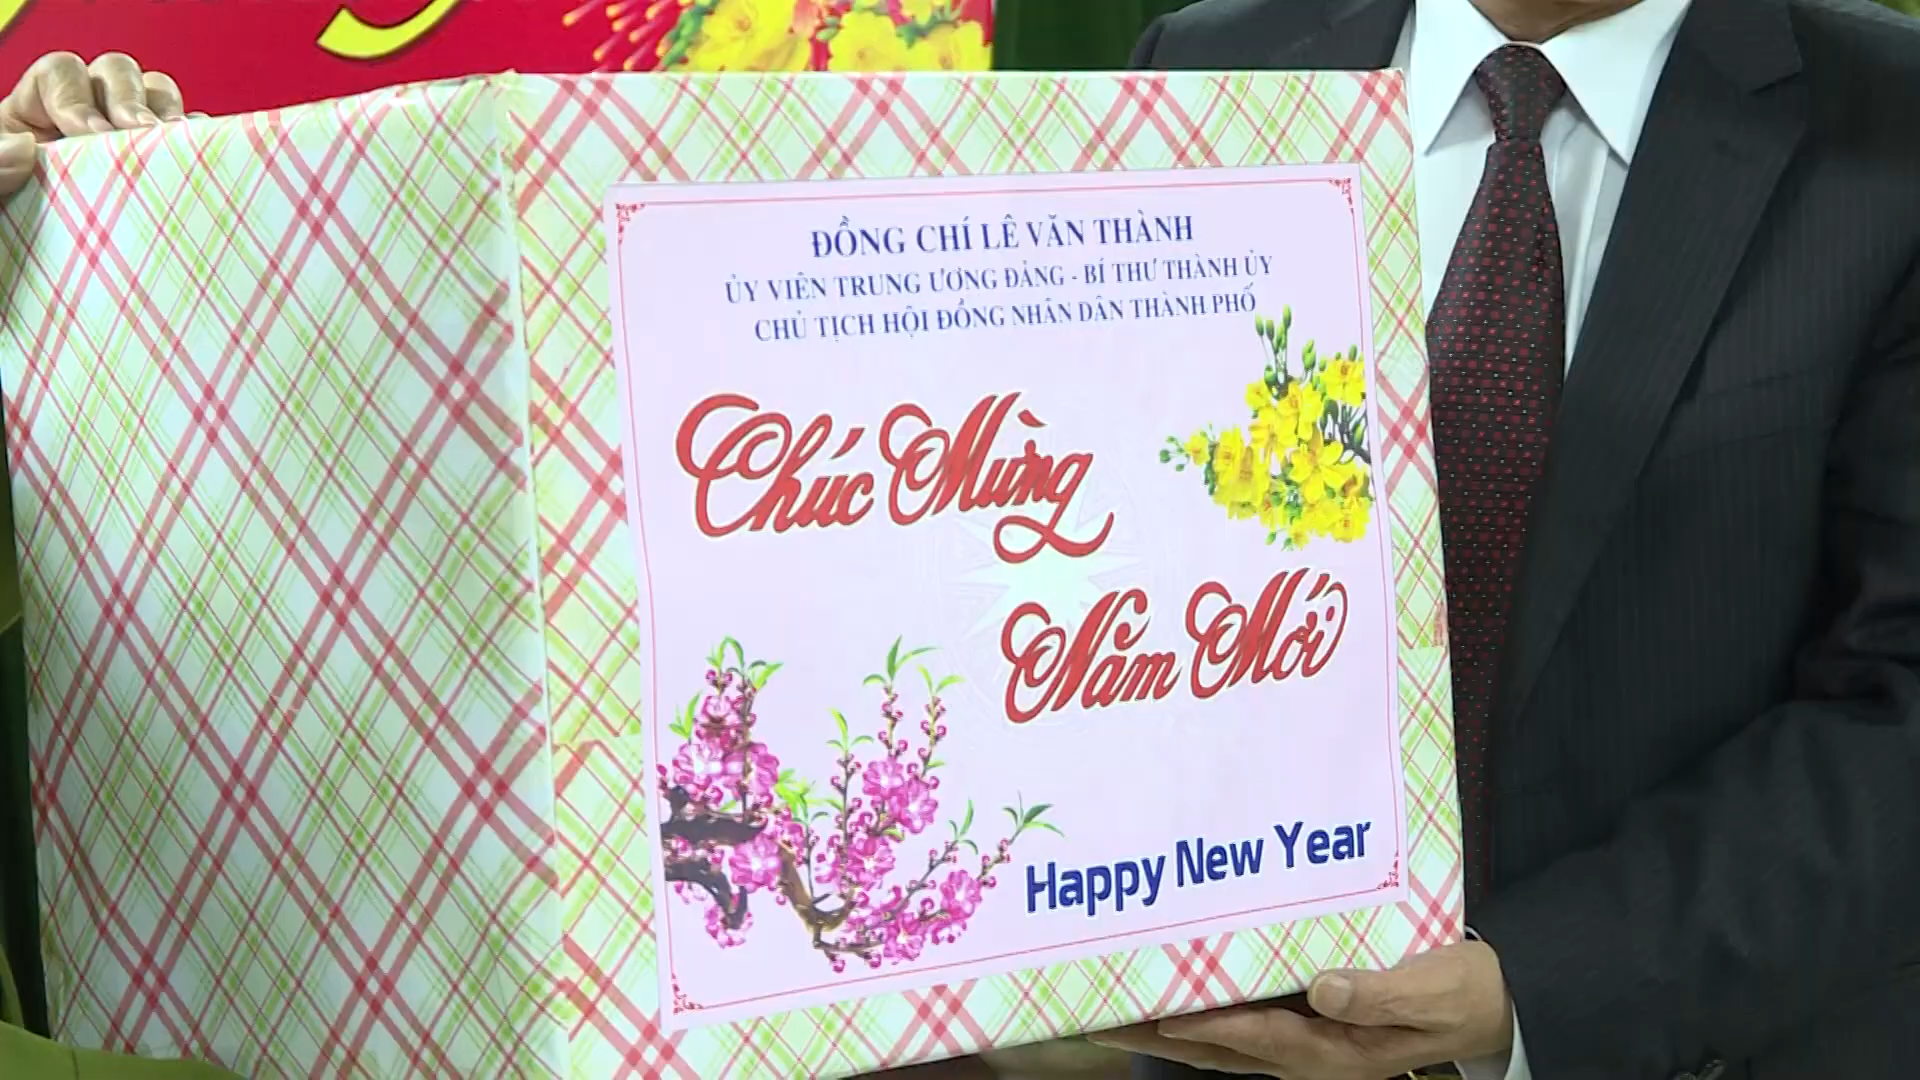 ĐỒNG CHÍ LÊ VĂN THÀNH
ỦY VIÊN TRUNG ƯƠNG ĐẢNG - BÍ THƯ THÀNH ỦY
CHỦ TỊCH HỘI ĐỒNG NHÂN DÂN THÀNH PHỐ
Chúc Mừng
Năm Mới
Happy New Year